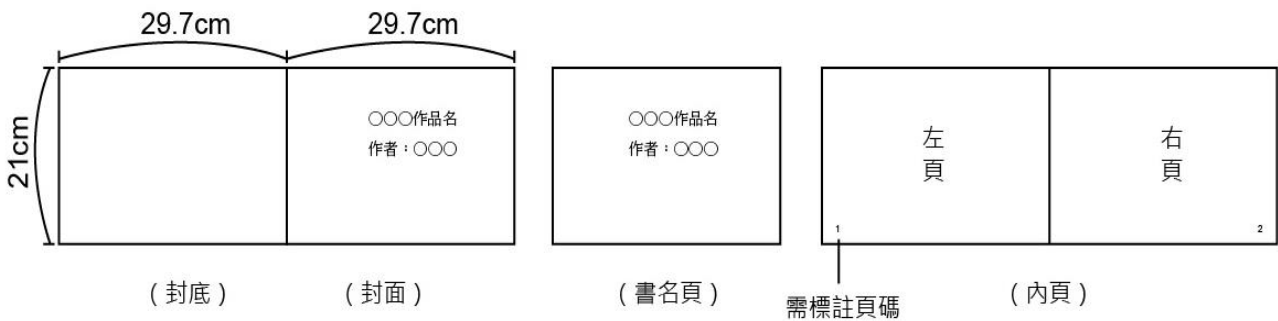 29.7cm
29.7cm
21cm
○○○作品名
作者：○○○
○○○作品名
作者：○○○
左頁
右頁
1
2
（封底）
（封面）
（書名頁）
（內頁）
需標註頁碼